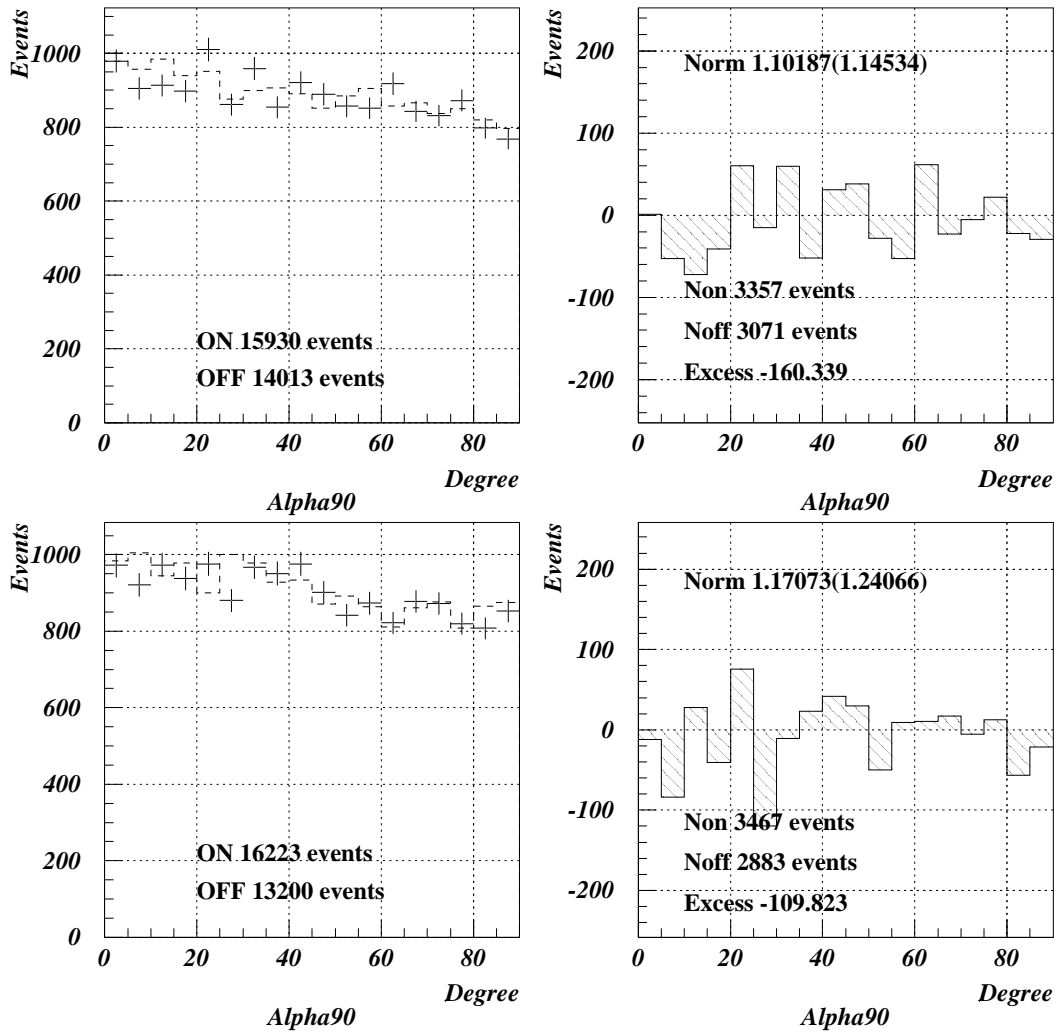 Events
1000
800
600
400
200
0
ON 15930 events
OFF 14013 events
0 20 40 60 80
Degree
Alpha90
Events
200
100
0
-100
-200
Norm 1.10187(1.14534)
Non 3357 events
Noff 3071 events
Excess -160.339
0 20 40 60 80
Degree
Alpha90
Events
1000
800
600
400
200
0
ON 16223 events
OFF 13200 events
0 20 40 60 80
Degree
Alpha90
Events
200
100
0
-100
-200
Norm 1.17073(1.24066)
Non 3467 events
Noff 2883 events
Excess -109.823
0 20 40 60 80
Degree
Alpha90